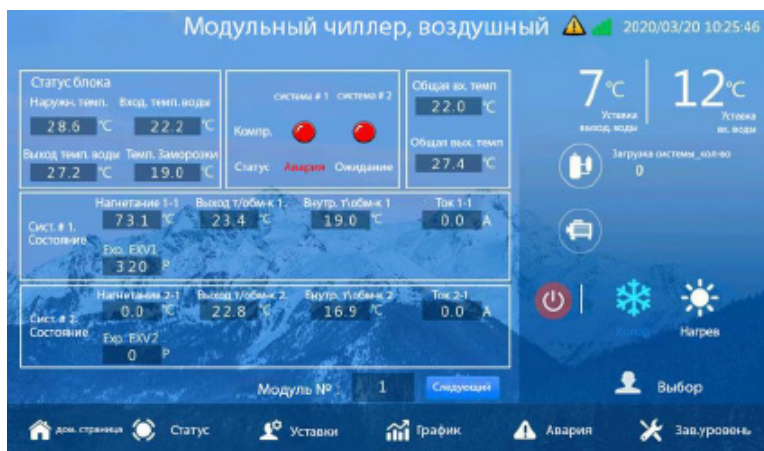 Модульный чиллер, воздушный 2020/03/20 10:25:46
Статус блока
Наружн. темп. Вход. темп. воды
28.6 °C 22.2 °C
Выход темп. воды Темп. Заморозки
27.2 °C 19.0 °C
система # 1 система # 2
Компр.
Статус Авария Ожидание
Общая вх. темп
22.0 °C
Общая вых. темп
27.4 °C
7°C 12°C
Уставка выход. воды
Уставка вх. воды
Загрузка системы_кол-во
0
Сист. # 1. Состояние
Нагнетание 1-1 Выход т/обм-к 1. Внутр. т\обм-к 1 Ток 1-1
73.1 °C 23.4 °C 19.0 °C 0.0 A
Exp. EXV1
320 P
Сист. # 2. Состояние
Нагнетание 2-1 Выход т/обм-к 2. Внутр. т\обм-к 2 Ток 2-1
0.0 °C 22.8 °C 16.9 °C 0.0 A
Exp. EXV2
0 P
Холод Нагрев
Модуль № 1 Следующий
Выбор
дом. страница Статус Уставки График Авария Зав.уровень